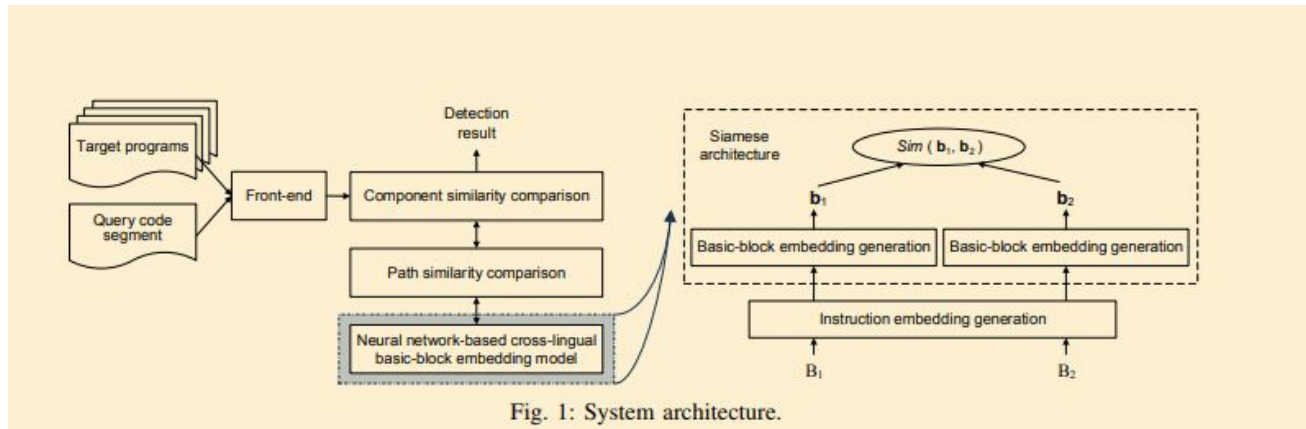 Target programs
Query code
segment
Front-end
Detection
result
Component similarity comparison
Path similarity comparison
Neural network-based cross-lingual
basic-block embedding model
Siamese
architecture
Sim ( b₁, b₂ )
b₁
b₂
Basic-block embedding generation
Basic-block embedding generation
Instruction embedding generation
B₁
B₂
Fig. 1: System architecture.